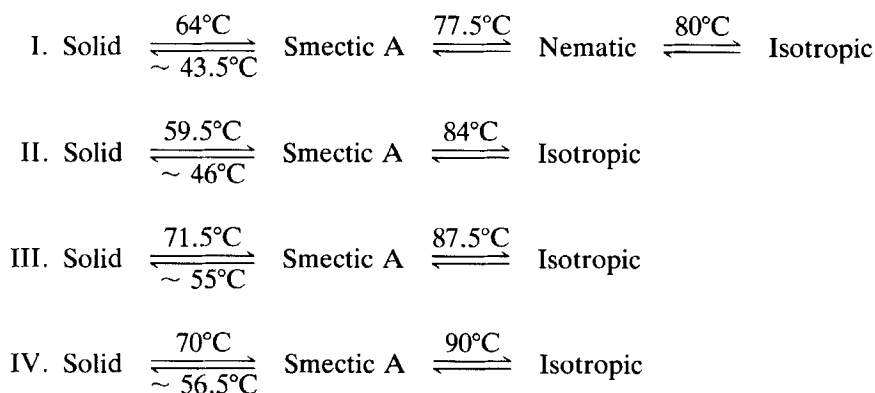 64°C 77.5°C 80°C
I. Solid Smectic A Nematic Isotropic
~ 43.5°C
59.5°C 84°C
II. Solid Smectic A Isotropic
~ 46°C
71.5°C 87.5°C
III. Solid Smectic A Isotropic
~ 55°C
70°C 90°C
IV. Solid Smectic A Isotropic
~ 56.5°C